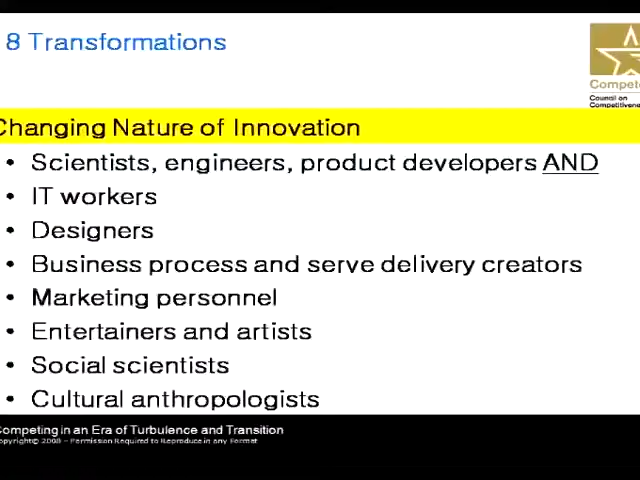 8 Transformations
Council on
Changing Nature of Innovation
• Scientists, engineers, product developers AND
• IT workers
• Designers
• Business process and serve delivery creators
• Marketing personnel
• Entertainers and artists
• Social scientists
• Cultural anthropologists
Competing in an Era of Turbulence and Transition
Copyright© 2008 - Permission Required to Reproduce in any Format